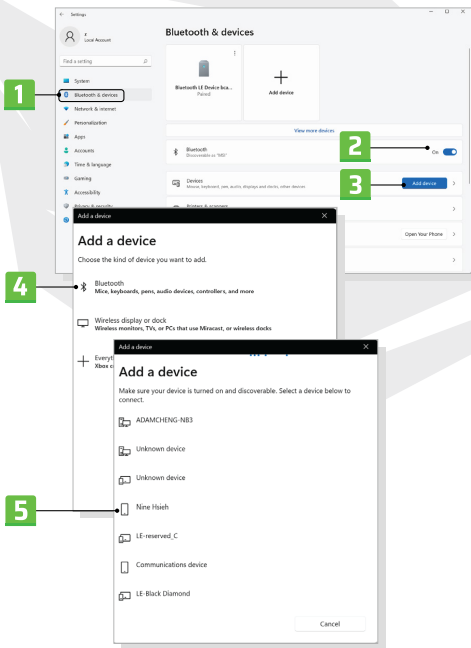 Settings
Local Account
Find a setting
System
Bluetooth & devices
Network & internet
Personalization
Apps
Accounts
Time & language
Gaming
Accessibility
Privacy & security
Bluetooth & devices
Bluetooth LE Device bca...
Paired
Add device
View more devices
Bluetooth
Discoverable as "MSI"
On
Devices
Mouse, keyboard, pen, audio, displays and docks, other devices
Add device
Printers & scanners
Open Your Phone
1
2
3
4
5
Add a device
Add a device
Choose the kind of device you want to add.
Bluetooth
Mice, keyboards, pens, audio devices, controllers, and more
Wireless display or dock
Wireless monitors, TVs, or PCs that use Miracast, or wireless docks
Everyt
Xbox c
Add a device
Add a device
Make sure your device is turned on and discoverable. Select a device below to
connect.
ADAMCHENG-NB3
Unknown device
Unknown device
Nine Hsieh
LE-reserved_C
Communications device
LE-Black Diamond
Cancel